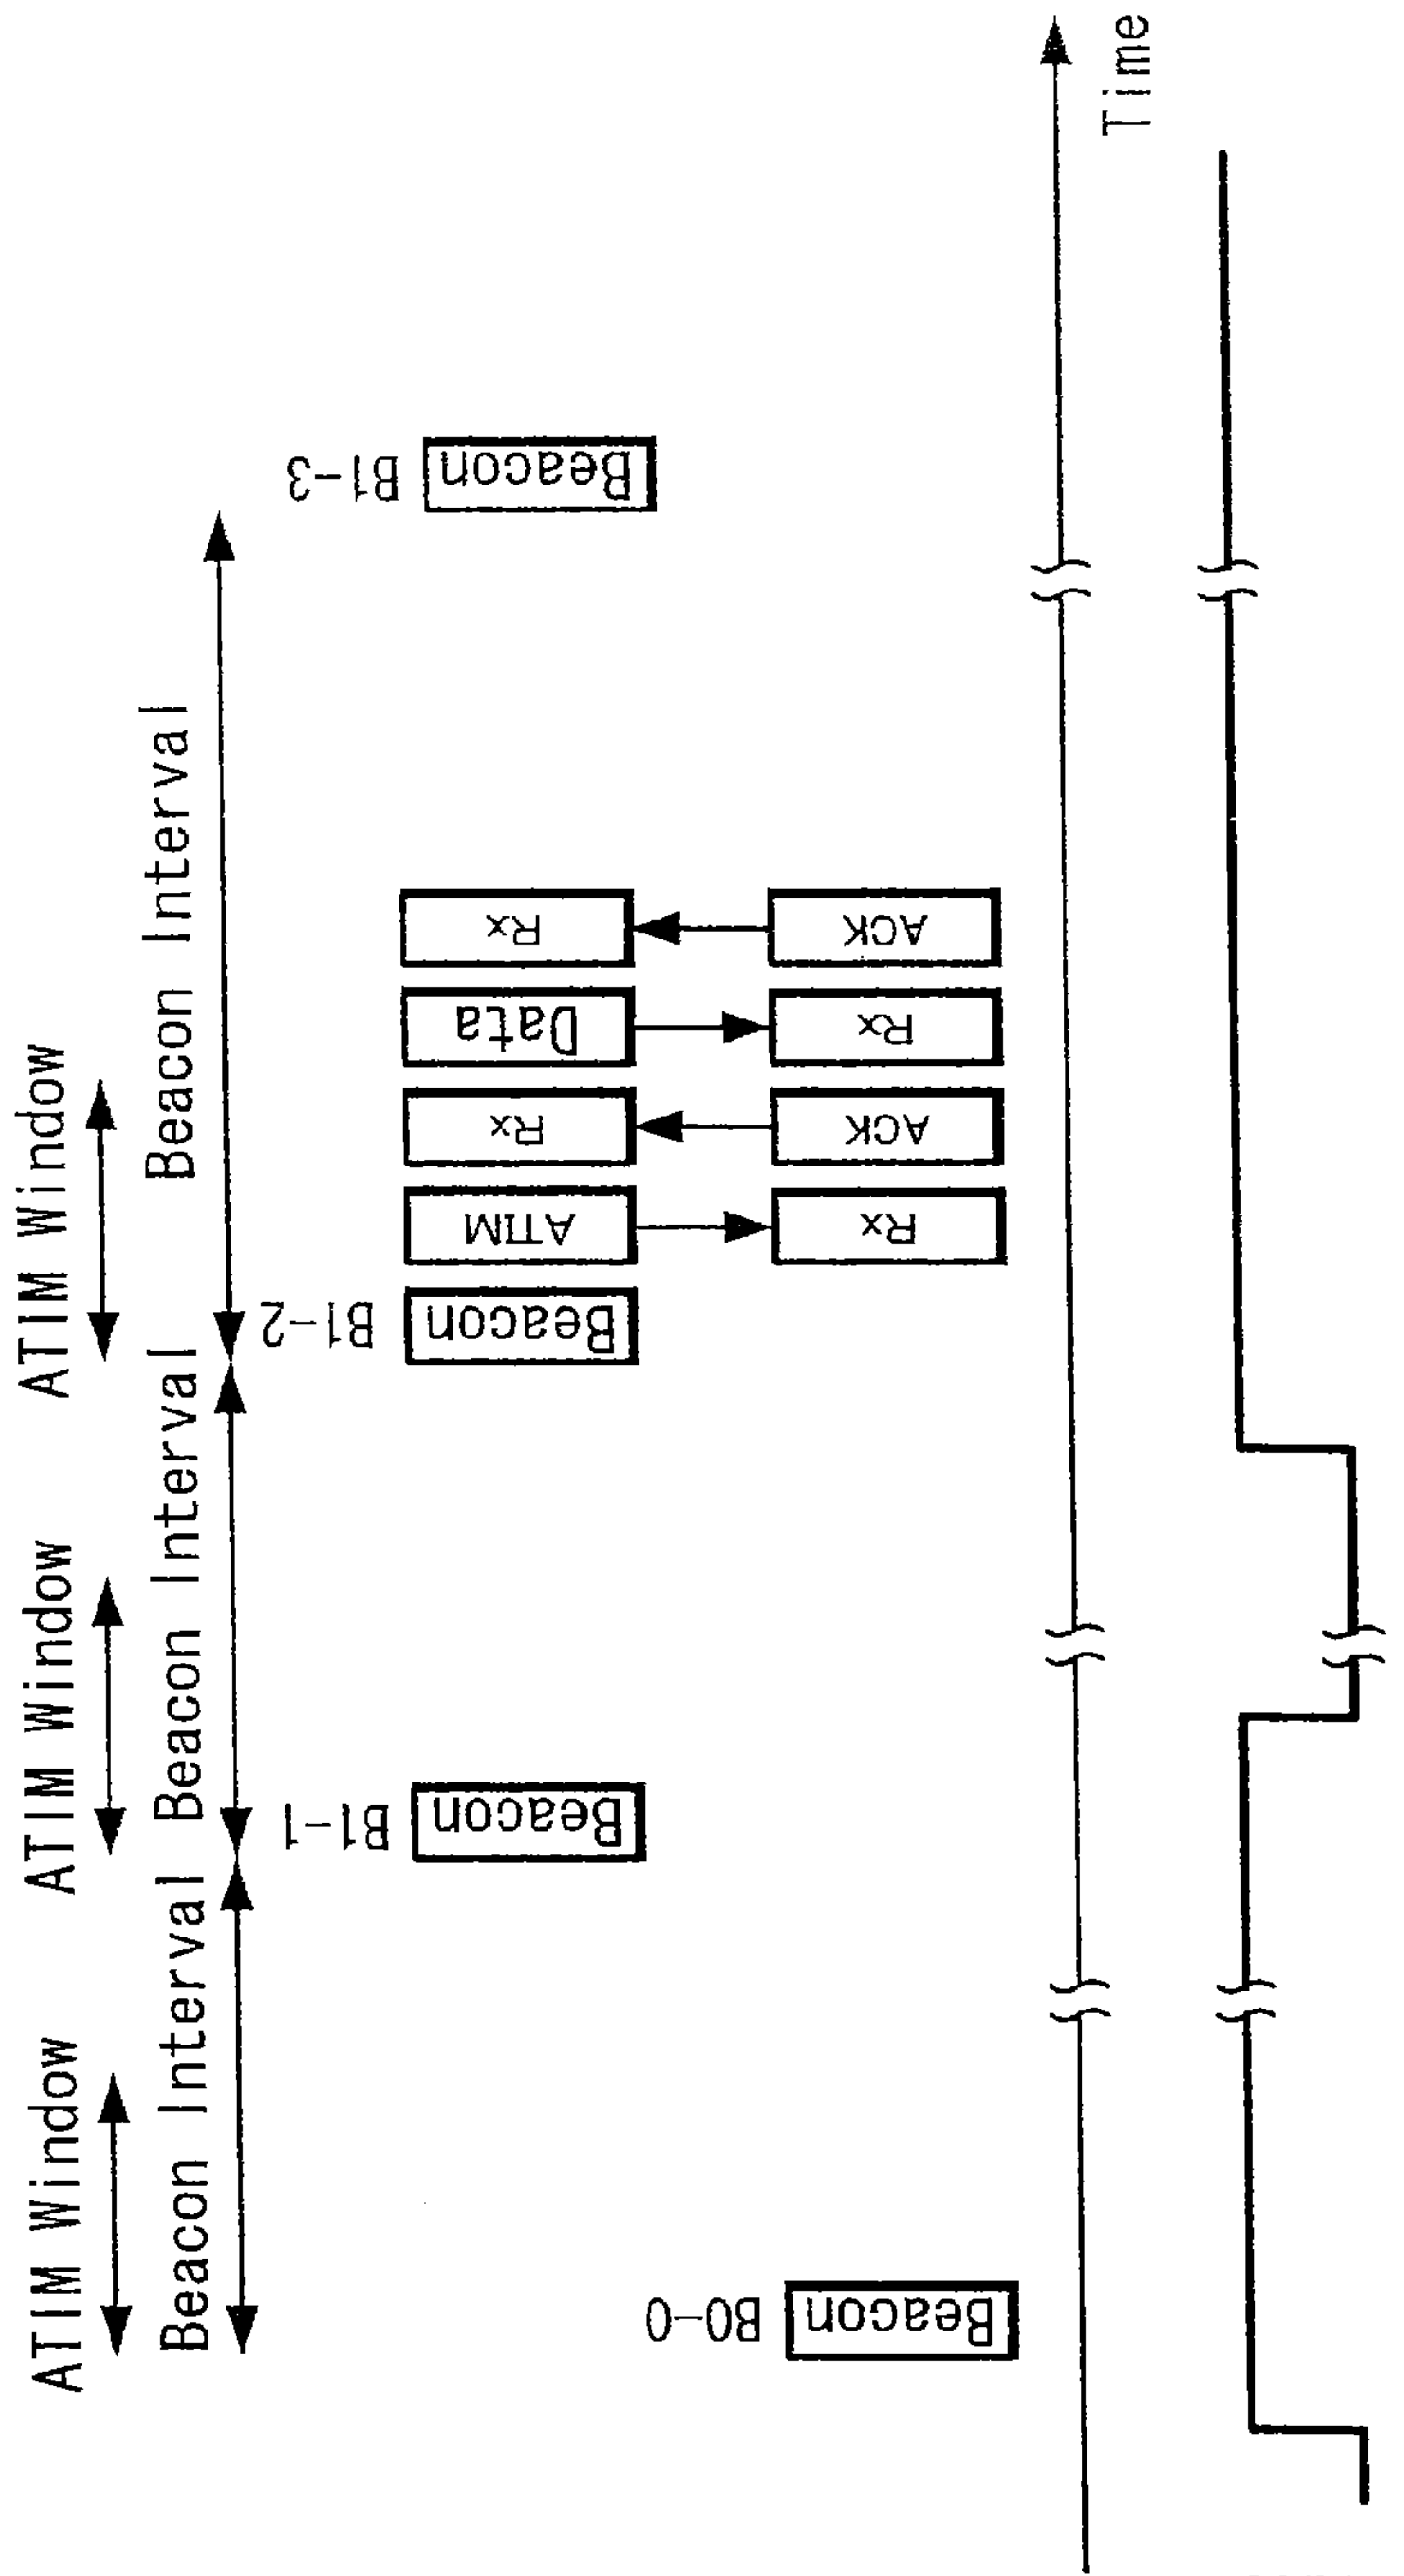 ATIM Window
ATIM Window
ATIM Window
Beacon Interval
Beacon Interval
Beacon Interval
B1-1
Beacon
B1-2
Beacon
ATIM
Rx
Data
Rx
B1-3
Beacon
B0-0
Beacon
Rx
ACK
Rx
ACK
Time